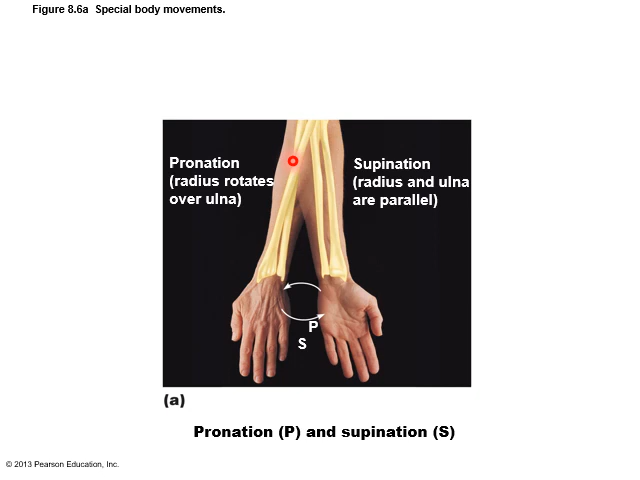 Figure 8.6a Special body movements.
Pronation
(radius rotates
over ulna)
Supination
(radius and ulna
are parallel)
P
S
(a)
Pronation (P) and supination (S)
© 2013 Pearson Education, Inc.